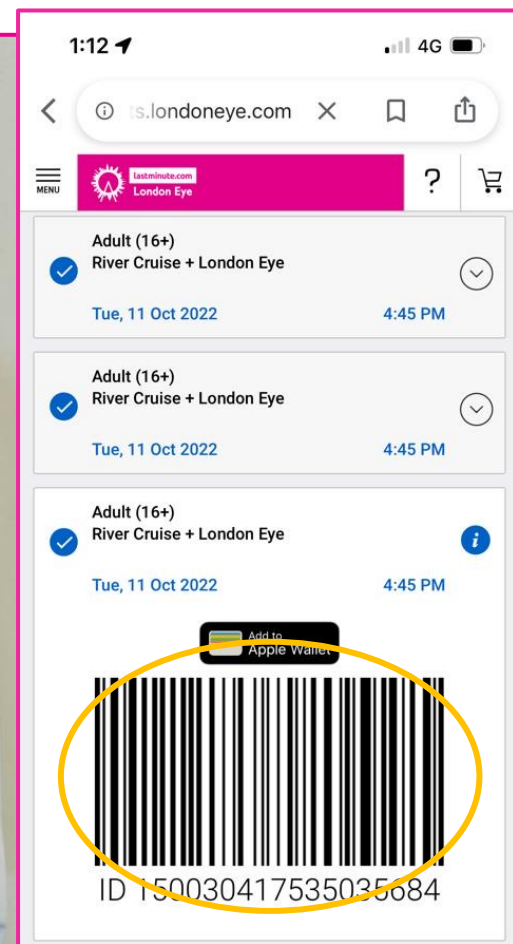 1:12
4G
s.londoneye.com
MENU
lastminute.com
London Eye
?
Adult (16+)
River Cruise + London Eye
Tue, 11 Oct 2022 4:45 PM
Adult (16+)
River Cruise + London Eye
Tue, 11 Oct 2022 4:45 PM
Adult (16+)
River Cruise + London Eye
i
Tue, 11 Oct 2022 4:45 PM
Add to
Apple Wallet
ID 150030417535035684